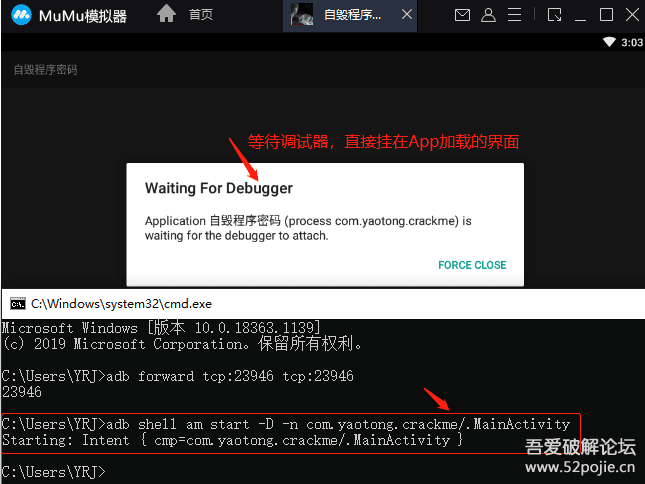 MuMu模拟器 首页 自毁程序...
3:03
自毁程序密码
等待调试器，直接挂在App加载的界面
Waiting For Debugger
Application 自毁程序密码 (process com.yaotong.crackme) is
waiting for the debugger to attach.
FORCE CLOSE
C:\Windows\system32\cmd.exe
Microsoft Windows [版本 10.0.18363.1139]
(c) 2019 Microsoft Corporation。保留所有权利。
C:\Users\YRJ>adb forward tcp:23946 tcp:23946
23946
C:\Users\YRJ>adb shell am start -D -n com.yaotong.crackme/.MainActivity
Starting: Intent { cmp=com.yaotong.crackme/.MainActivity }
C:\Users\YRJ>
吾爱破解论坛
www.52pojie.cn